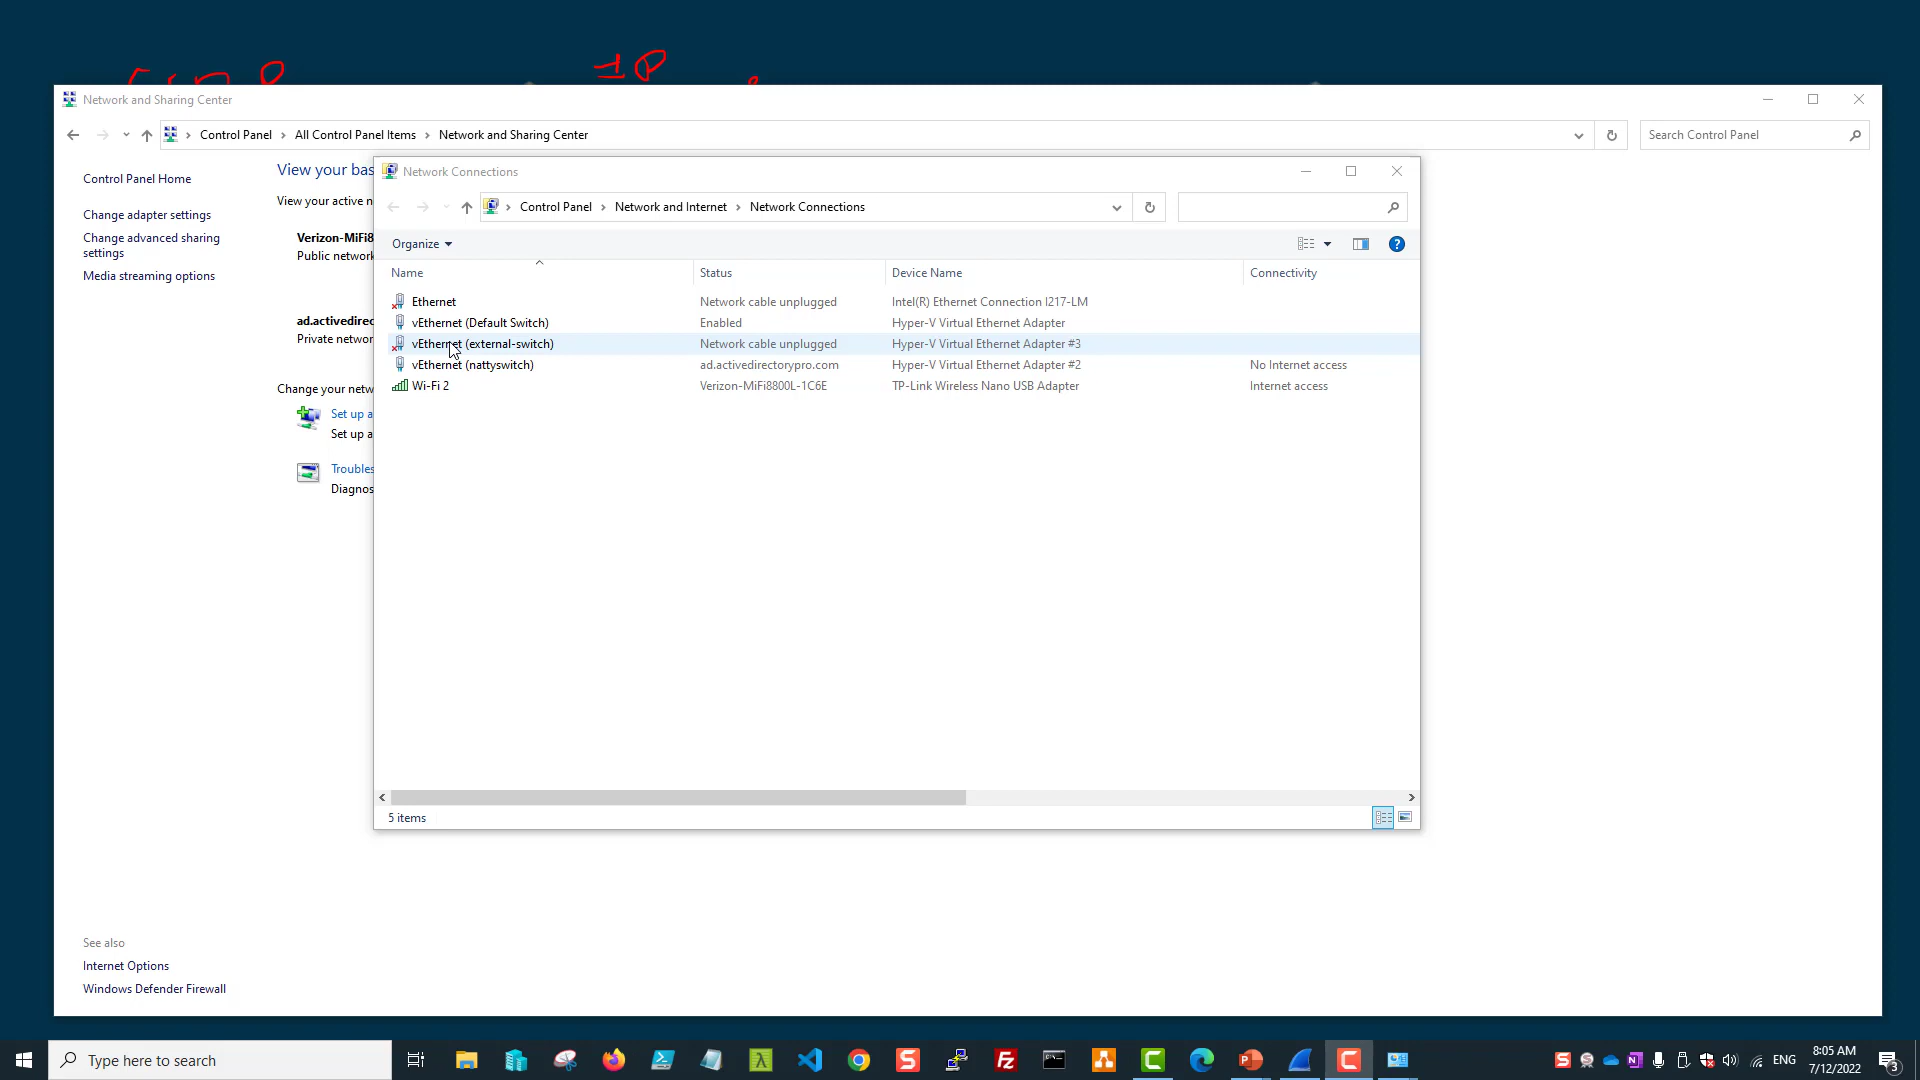 IP
Network and Sharing Center
Control Panel All Control Panel Items Network and Sharing Center
Search Control Panel
Control Panel Home
Change adapter settings
Change advanced sharing
settings
Media streaming options
View your bas
View your active n
Verizon-MiFi8
Public network
ad.activedirec
Private networ
Change your netw
Set up a
Set up a
Troubles
Diagnos
Network Connections
Control Panel Network and Internet Network Connections
Organize
Name Status Device Name Connectivity
Ethernet Network cable unplugged Intel(R) Ethernet Connection I217-LM
vEthernet (Default Switch) Enabled Hyper-V Virtual Ethernet Adapter
vEthernet (external-switch) Network cable unplugged Hyper-V Virtual Ethernet Adapter #3
vEthernet (nattyswitch) ad.activedirectorypro.com Hyper-V Virtual Ethernet Adapter #2 No Internet access
Wi-Fi 2 Verizon-MiFi8800L-1C6E TP-Link Wireless Nano USB Adapter Internet access
5 items
See also
Internet Options
Windows Defender Firewall
Type here to search
ENG
8:05 AM
7/12/2022
3